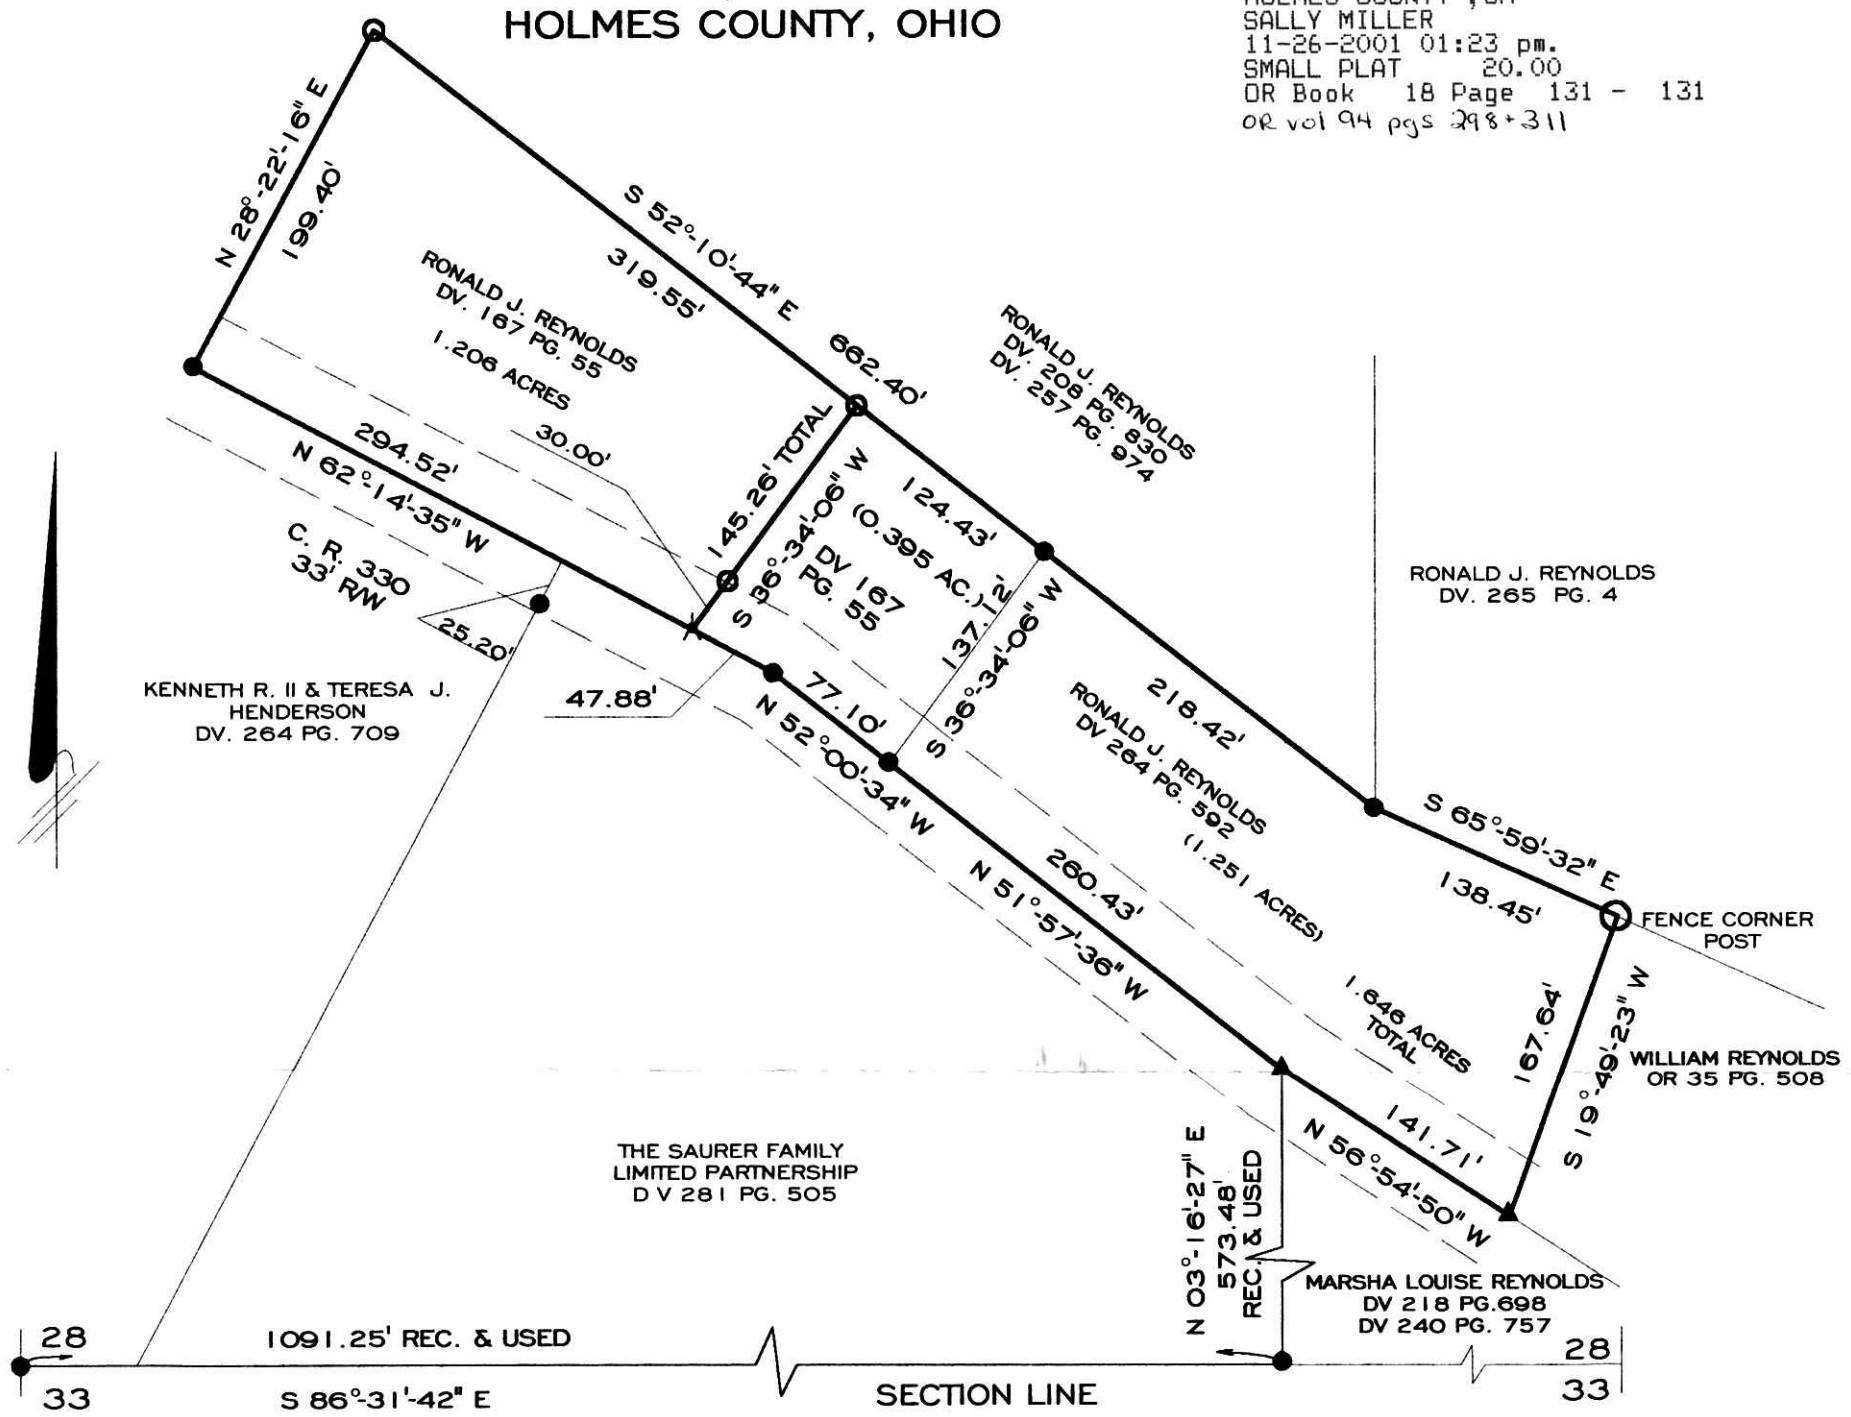 HOLMES COUNTY, OHIO
HOLMES COUNTY ,OH
SALLY MILLER
11-26-2001 01:23 pm.
SMALL PLAT 20.00
OR Book 18 Page 131 - 131
OR vol 94 pgs 298+311
N 28°-22'-16" E
199.40'
S 52°-10'-44" E
319.55'
662.40'
RONALD J. REYNOLDS
DV. 167 PG. 55
1.206 ACRES
RONALD J. REYNOLDS
DV. 208 PG. 830
DV. 257 PG. 974
30.00'
145.26' TOTAL
S 36°-34'-06" W
294.52'
N 62°-14'-35" W
C. R. 330
33' R/W
25.20'
124.43'
(0.395 AC.)
DV 167
PG. 55
137.12'
S 36°-34'-06" W
RONALD J. REYNOLDS
DV. 265 PG. 4
KENNETH R. II & TERESA J.
HENDERSON
DV. 264 PG. 709
47.88'
77.10'
N 52°-00'-34" W
218.42'
RONALD J. REYNOLDS
DV 264 PG. 592
(1.251 ACRES)
S 65°-59'-32" E
138.45'
FENCE CORNER
POST
260.43'
N 51°-57'-36" W
1.646 ACRES
TOTAL
167.64'
S 19°-49'-23" W
WILLIAM REYNOLDS
OR 35 PG. 508
141.71'
N 56°-54'-50" W
THE SAURER FAMILY
LIMITED PARTNERSHIP
D V 281 PG. 505
N 03°-16'-27" E
573.48'
REC. & USED
MARSHA LOUISE REYNOLDS
DV 218 PG.698
DV 240 PG. 757
28
1091.25' REC. & USED
28
33
S 86°-31'-42" E
SECTION LINE
33